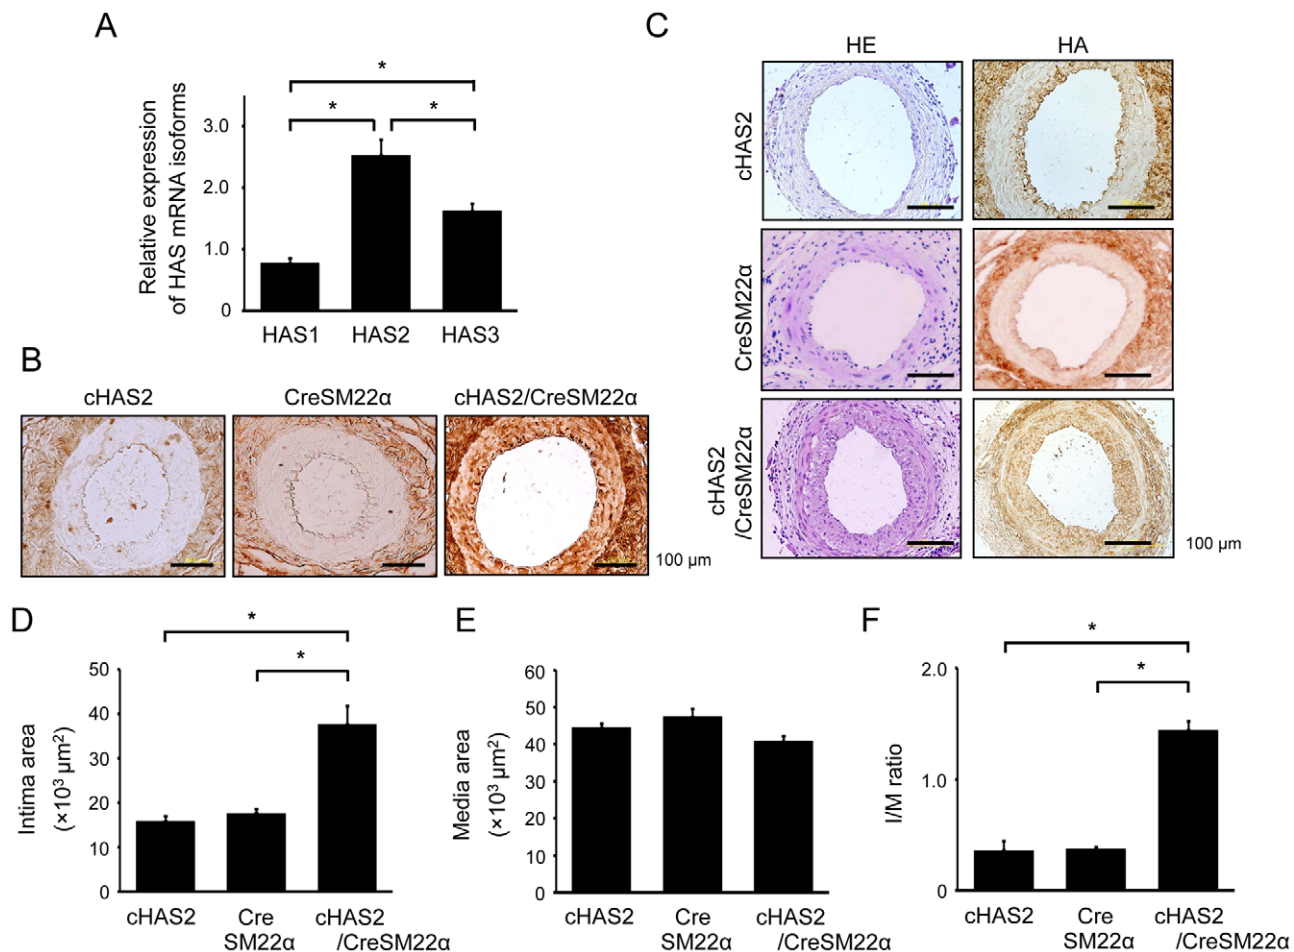 A
Relative expression
of HAS mRNA isoforms
3.0
2.0
1.0
0
*
*
*
HAS1 HAS2 HAS3
B
cHAS2 CreSM22α cHAS2/CreSM22α
100 µm
C
HE HA
cHAS2
CreSM22α
cHAS2
/CreSM22α
100 µm
D
Intima area
(×10³ µm²)
50
40
30
20
10
0
*
*
cHAS2 Cre cHAS2
SM22α /CreSM22α
E
Media area
(×10³ µm²)
60
50
40
30
20
10
0
cHAS2 Cre cHAS2
SM22α /CreSM22α
F
I/M ratio
2.0
1.0
0
*
*
cHAS2 Cre cHAS2
SM22α /CreSM22α